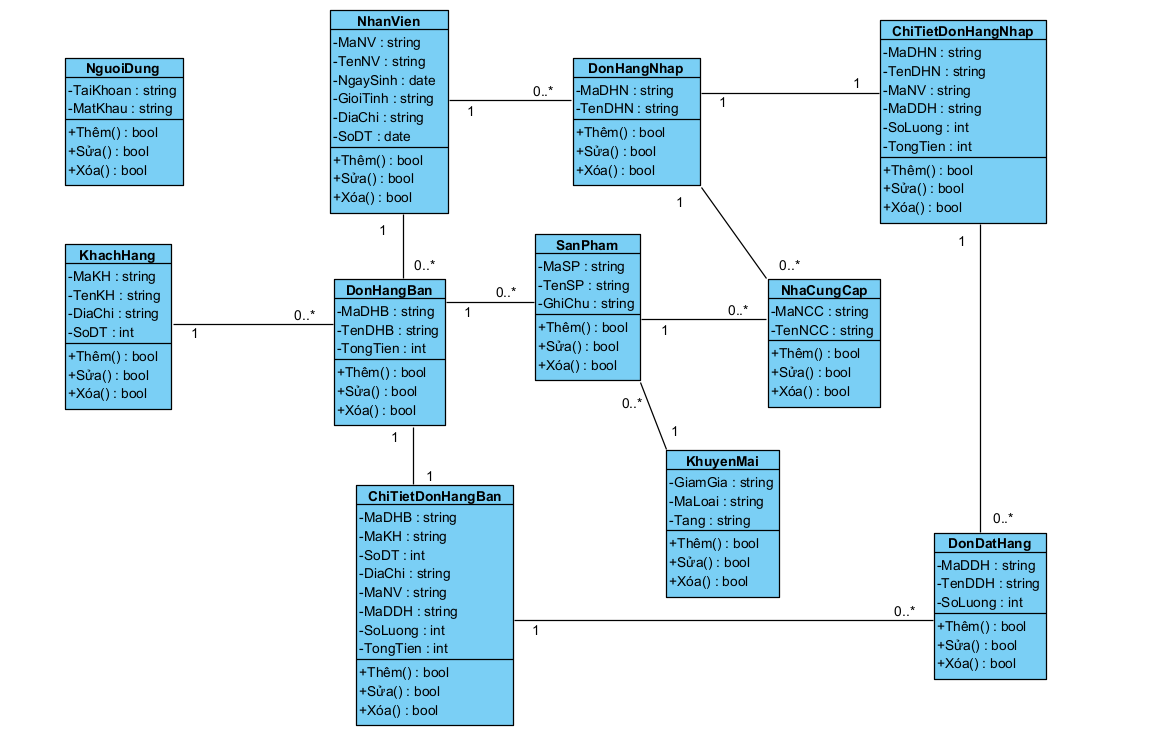 NhanVien
-MaNV : string
-TenNV : string
-NgaySinh : date
-GioiTinh : string
-DiaChi : string
-SoDT : date
+Thêm() : bool
+Sửa() : bool
+Xóa() : bool
ChiTietDonHangNhap
-MaDHN : string
-TenDHN : string
-MaNV : string
-MaDDH : string
-SoLuong : int
-TongTien : int
+Thêm() : bool
+Sửa() : bool
+Xóa() : bool
NguoiDung
-TaiKhoan : string
-MatKhau : string
+Thêm() : bool
+Sửa() : bool
+Xóa() : bool
DonHangNhap
-MaDHN : string
-TenDHN : string
+Thêm() : bool
+Sửa() : bool
+Xóa() : bool
1
0..*
1
1
1
0..*
1
0..*
1
0..*
KhachHang
-MaKH : string
-TenKH : string
-DiaChi : string
-SoDT : int
+Thêm() : bool
+Sửa() : bool
+Xóa() : bool
1
0..*
DonHangBan
-MaDHB : string
-TenDHB : string
-TongTien : int
+Thêm() : bool
+Sửa() : bool
+Xóa() : bool
1
0..*
SanPham
-MaSP : string
-TenSP : string
-GhiChu : string
+Thêm() : bool
+Sửa() : bool
+Xóa() : bool
1
0..*
NhaCungCap
-MaNCC : string
-TenNCC : string
+Thêm() : bool
+Sửa() : bool
+Xóa() : bool
0..*
1
1
1
KhuyenMai
-GiamGia : string
-MaLoai : string
-Tang : string
+Thêm() : bool
+Sửa() : bool
+Xóa() : bool
ChiTietDonHangBan
-MaDHB : string
-MaKH : string
-SoDT : int
-DiaChi : string
-MaNV : string
-MaDDH : string
-SoLuong : int
-TongTien : int
+Thêm() : bool
+Sửa() : bool
+Xóa() : bool
1
0..*
DonDatHang
-MaDDH : string
-TenDDH : string
-SoLuong : int
+Thêm() : bool
+Sửa() : bool
+Xóa() : bool